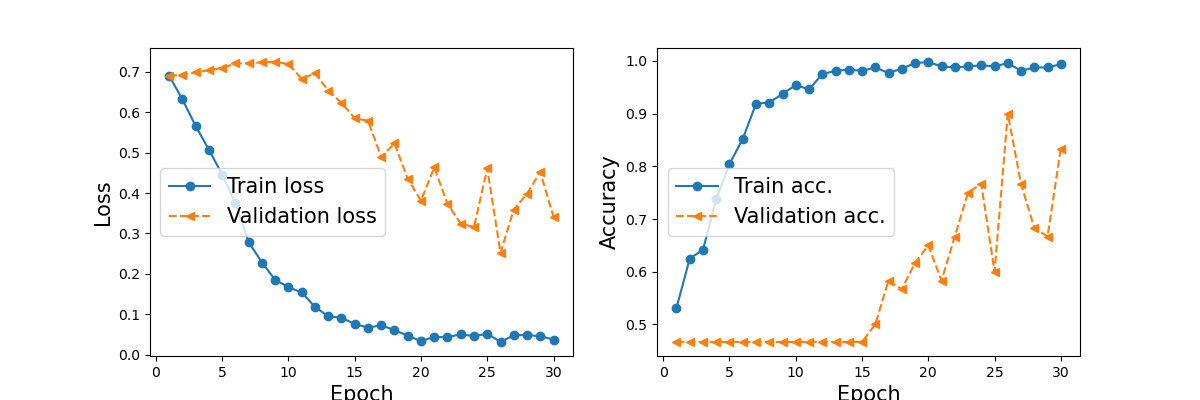 Loss
0.7
0.6
0.5
0.4
0.3
0.2
0.1
0.0
Train loss
Validation loss
0 5 10 15 20 25 30
Epoch
Accuracy
1.0
0.9
0.8
0.7
0.6
0.5
Train acc.
Validation acc.
0 5 10 15 20 25 30
Epoch